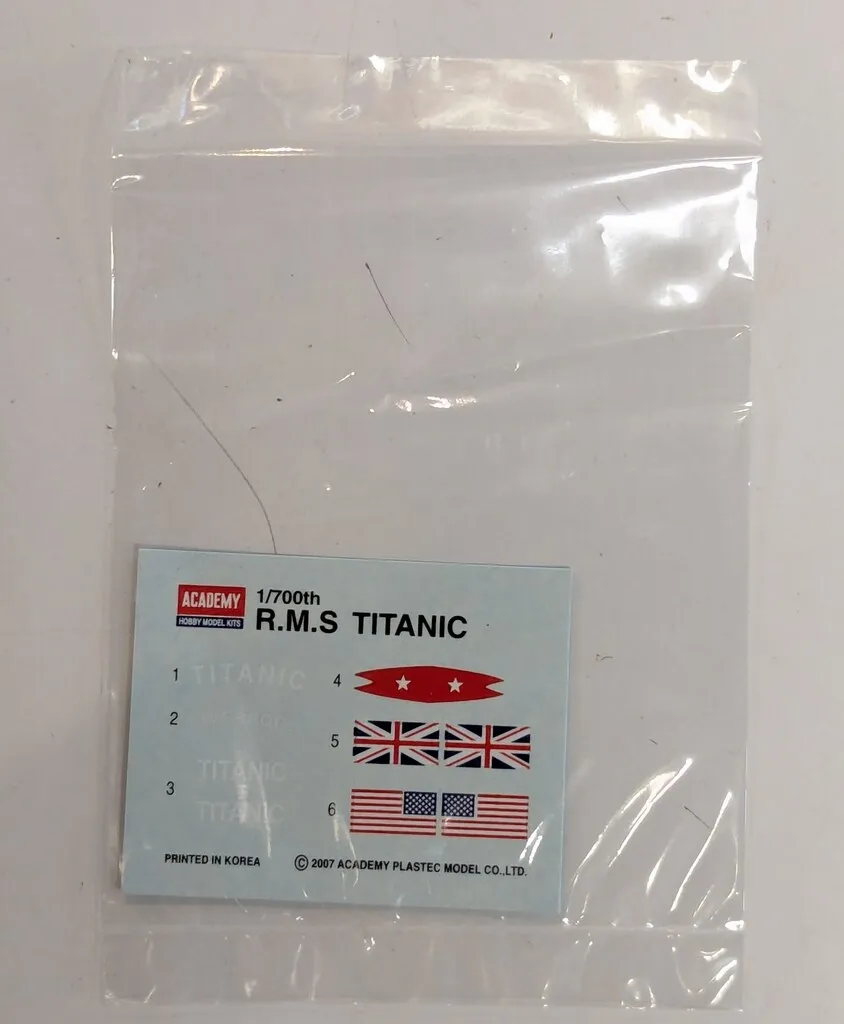 ACADEMY
HOBBY MODEL KITS
1/700th
R.M.S TITANIC
1 TITANIC
2
3 TITANIC
TITANIC
4
5
6
PRINTED IN KOREA
© 2007 ACADEMY PLASTEC MODEL CO.,LTD.